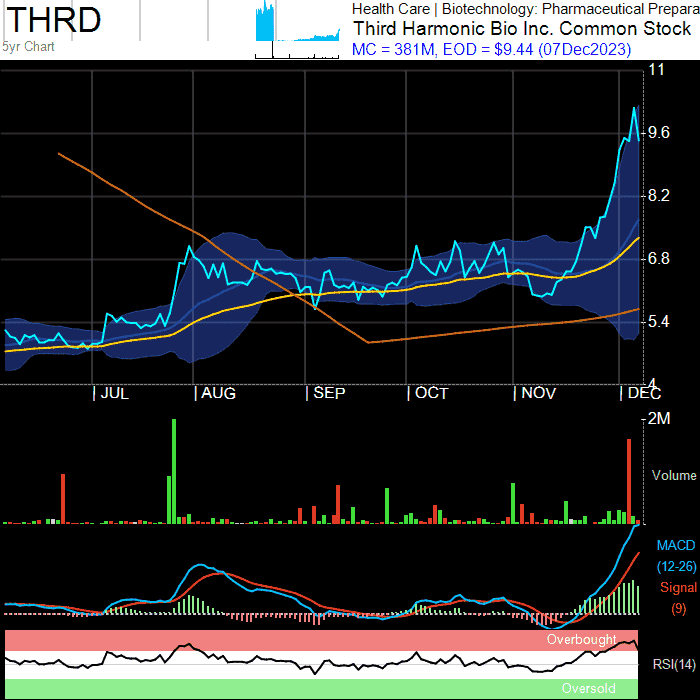 THRD
5yr Chart
Health Care | Biotechnology: Pharmaceutical Prepara
Third Harmonic Bio Inc. Common Stock
MC = 381M, EOD = $9.44 (07Dec2023)
11
9.6
8.2
6.8
5.4
4
| JUL | AUG | SEP | OCT | NOV | DEC
2M
Volume
MACD
(12-26)
Signal
(9)
Overbought
RSI(14)
Oversold